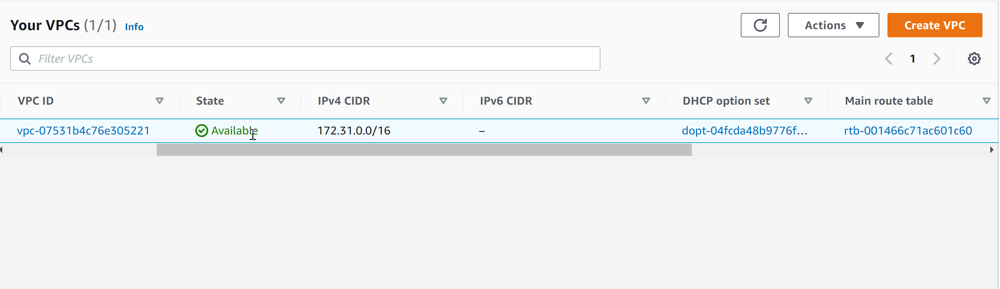 Your VPCs (1/1) Info
Actions
Create VPC
Filter VPCs
1
VPC ID State IPv4 CIDR IPv6 CIDR DHCP option set Main route table
vpc-07531b4c76e305221 Available 172.31.0.0/16 – dopt-04fcda48b9776f... rtb-001466c71ac601c60